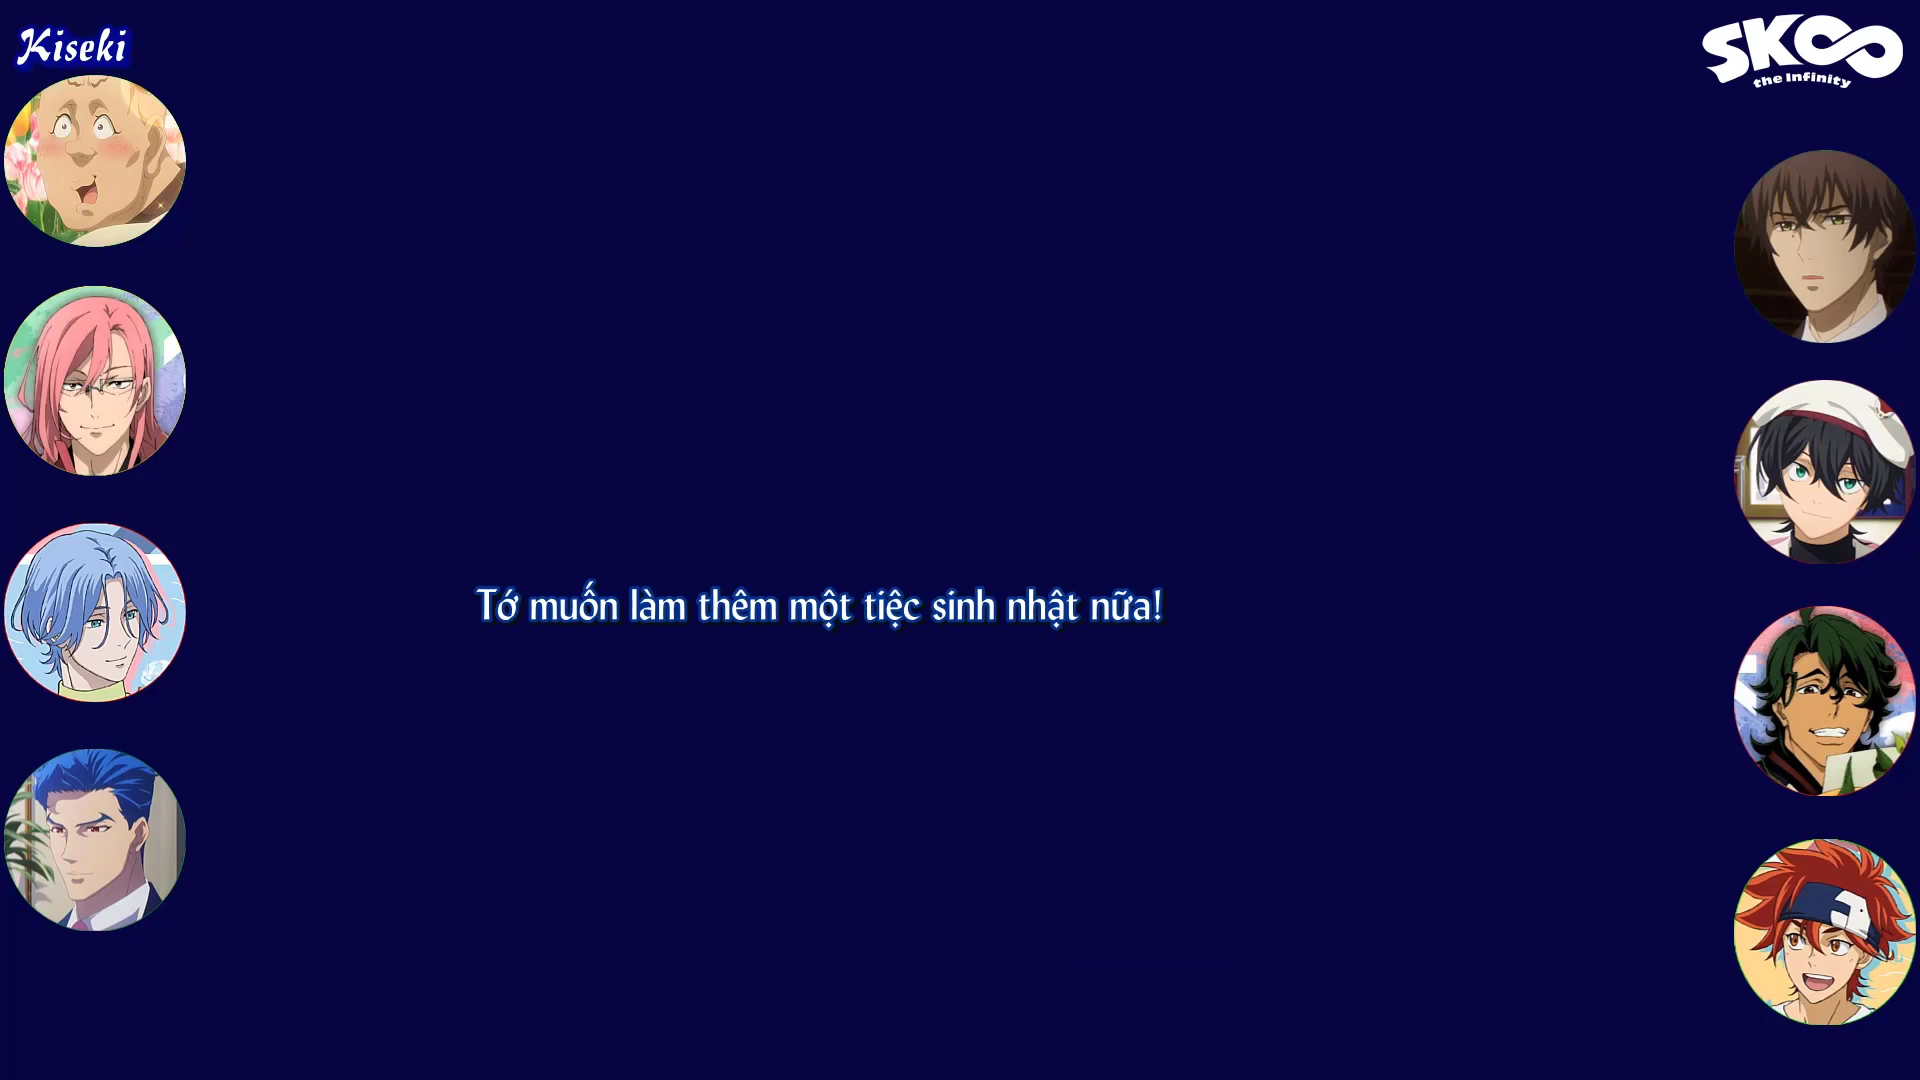 Kiseki
SK∞
the Infinity
Tớ muốn làm thêm một tiệc sinh nhật nữa!